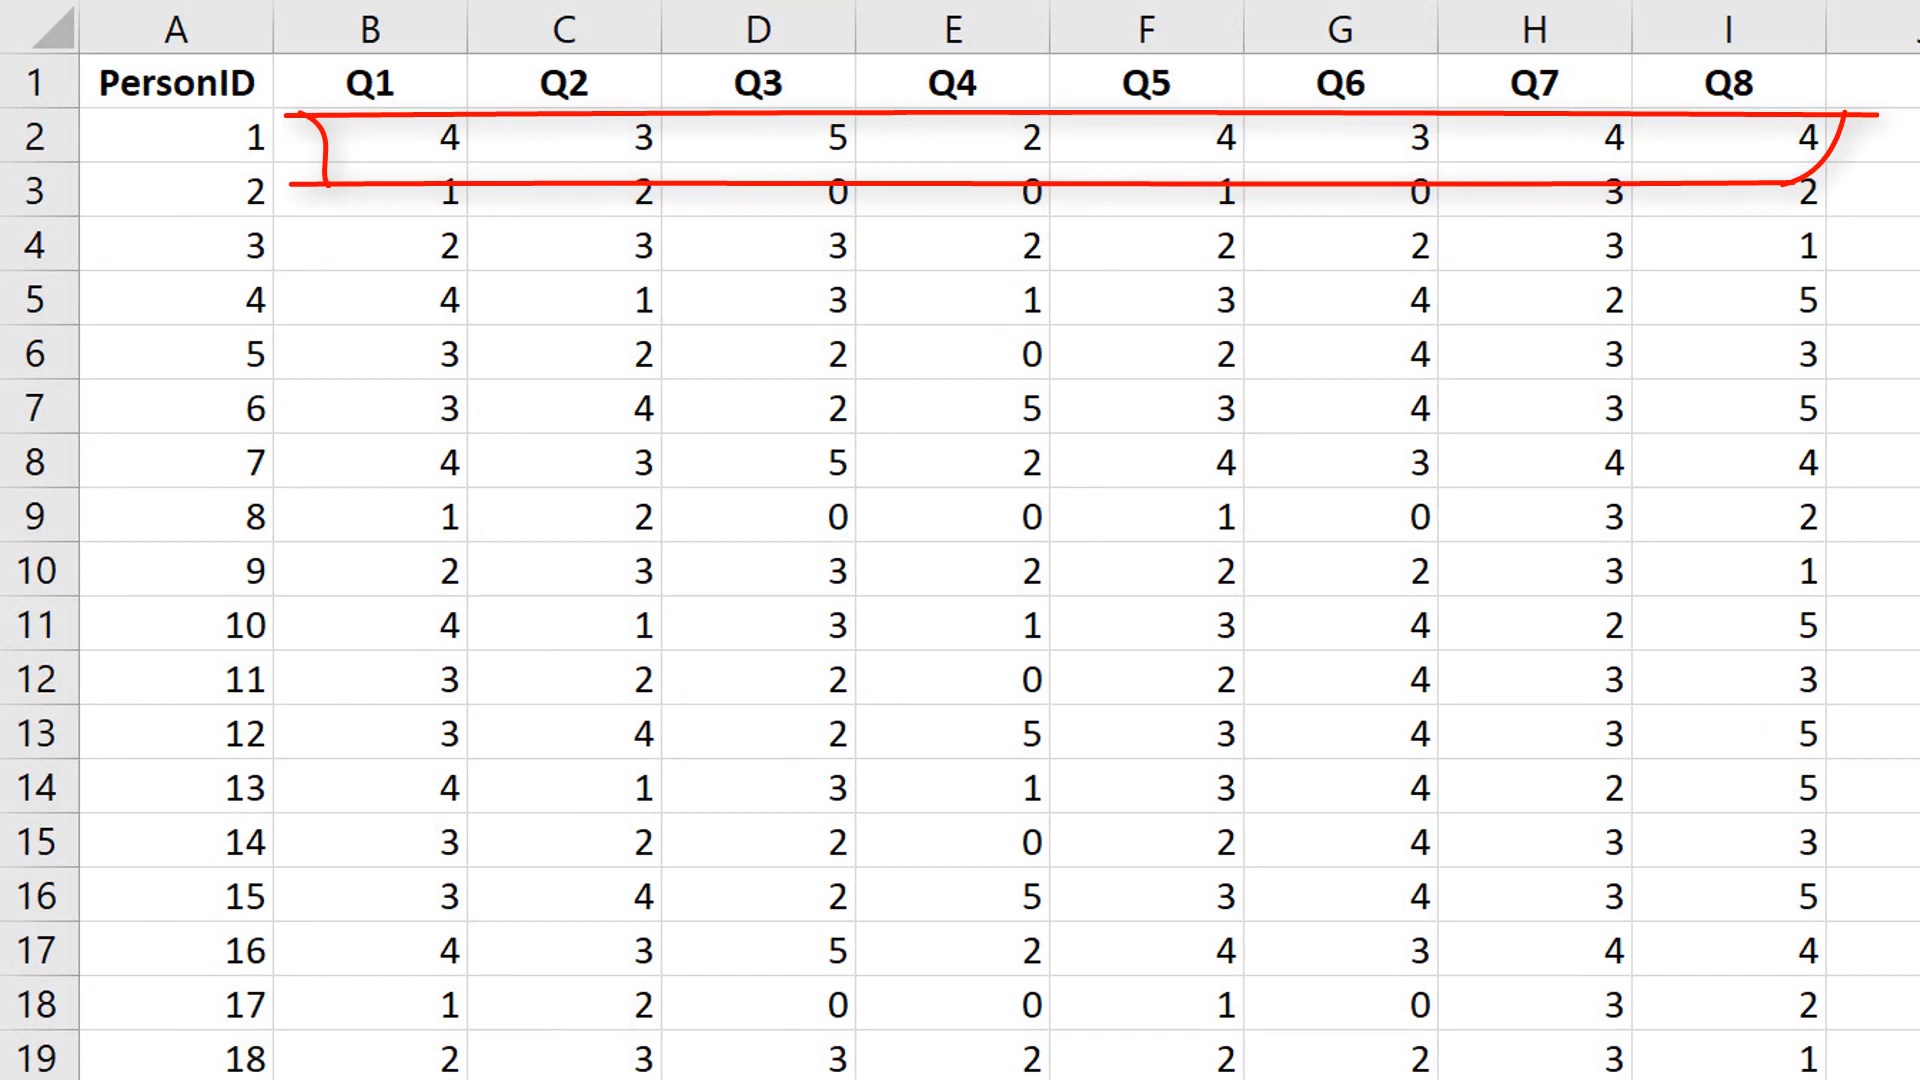 A B C D E F G H I
1 PersonID Q1 Q2 Q3 Q4 Q5 Q6 Q7 Q8
2 1 4 3 5 2 4 3 4 4
3 2 1 2 0 0 1 0 3 2
4 3 2 3 3 2 2 2 3 1
5 4 4 1 3 1 3 4 2 5
6 5 3 2 2 0 2 4 3 3
7 6 3 4 2 5 3 4 3 5
8 7 4 3 5 2 4 3 4 4
9 8 1 2 0 0 1 0 3 2
10 9 2 3 3 2 2 2 3 1
11 10 4 1 3 1 3 4 2 5
12 11 3 2 2 0 2 4 3 3
13 12 3 4 2 5 3 4 3 5
14 13 4 1 3 1 3 4 2 5
15 14 3 2 2 0 2 4 3 3
16 15 3 4 2 5 3 4 3 5
17 16 4 3 5 2 4 3 4 4
18 17 1 2 0 0 1 0 3 2
19 18 2 3 3 2 2 2 3 1